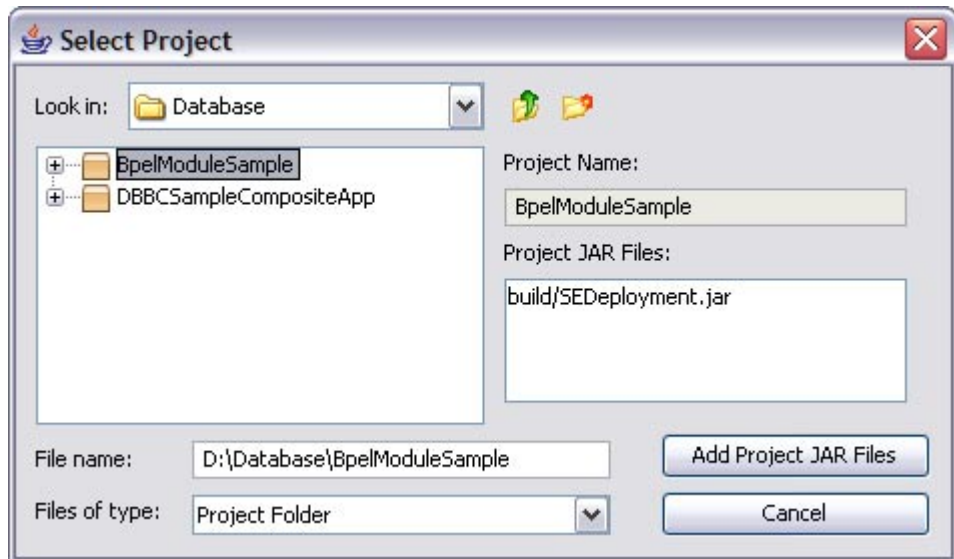 Select Project
Look in:
Database
BpelModuleSample
DBBCSampleCompositeApp
Project Name:
BpelModuleSample
Project JAR Files:
build/SEDeployment.jar
File name:
D:\Database\BpelModuleSample
Add Project JAR Files
Files of type:
Project Folder
Cancel